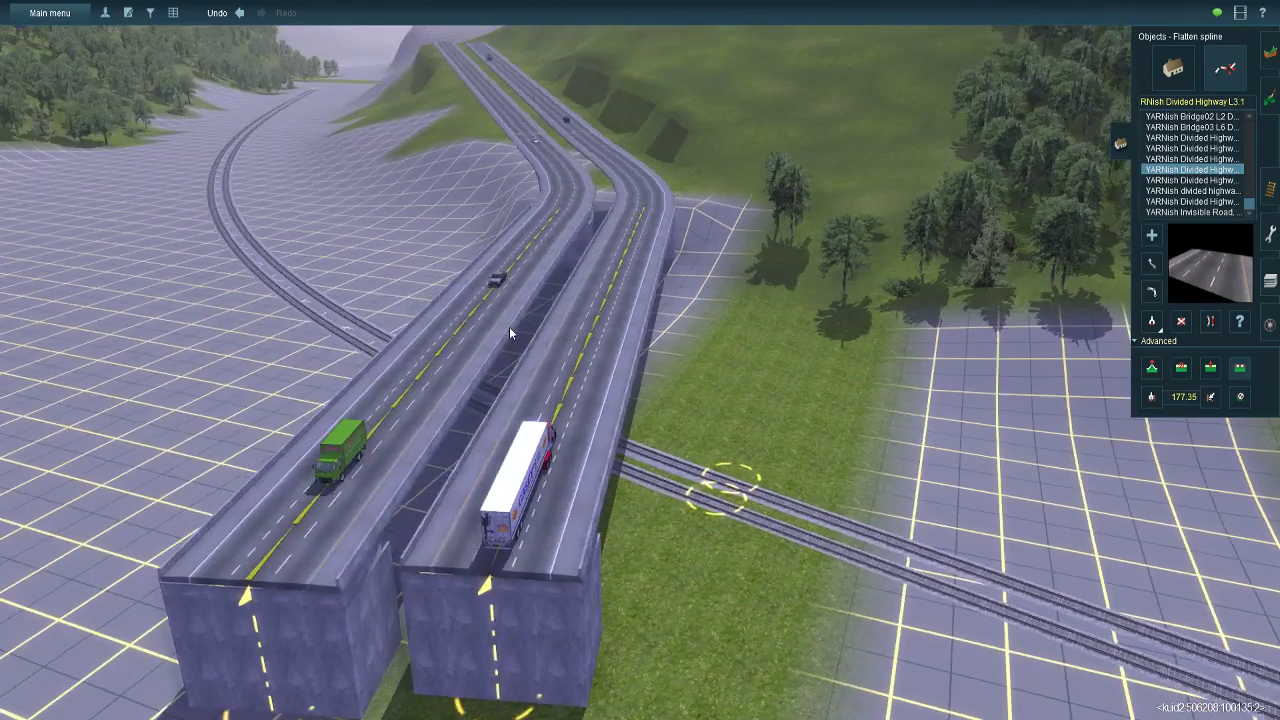 Main menu
Undo
Redo
?
Objects - Flatten spline
RNish Divided Highway L3.1
YARNish Bridge02 L2 D...
YARNish Bridge03 L6 D...
YARNish Divided Highw...
YARNish Divided Highw...
YARNish Divided Highw...
YARNish Divided Highw...
YARNish Divided Highw...
YARNish divided highwa...
YARNish Divided Highw...
YARNish Invisible Road, ...
?
Advanced
177.35
<kuid2:506208:100135:2>